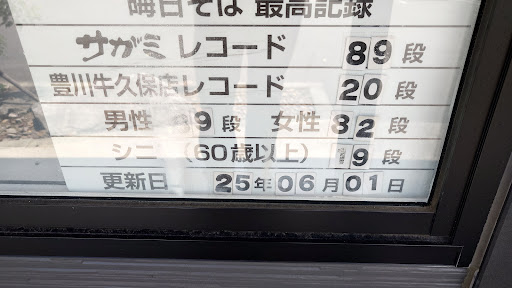 晦日そば 最高記録
サガミレコード 89段
豊川牛久保店レコード 20段
男性 89段 女性 32段
シニ（60歳以上） 19段
更新日 25年06月01日